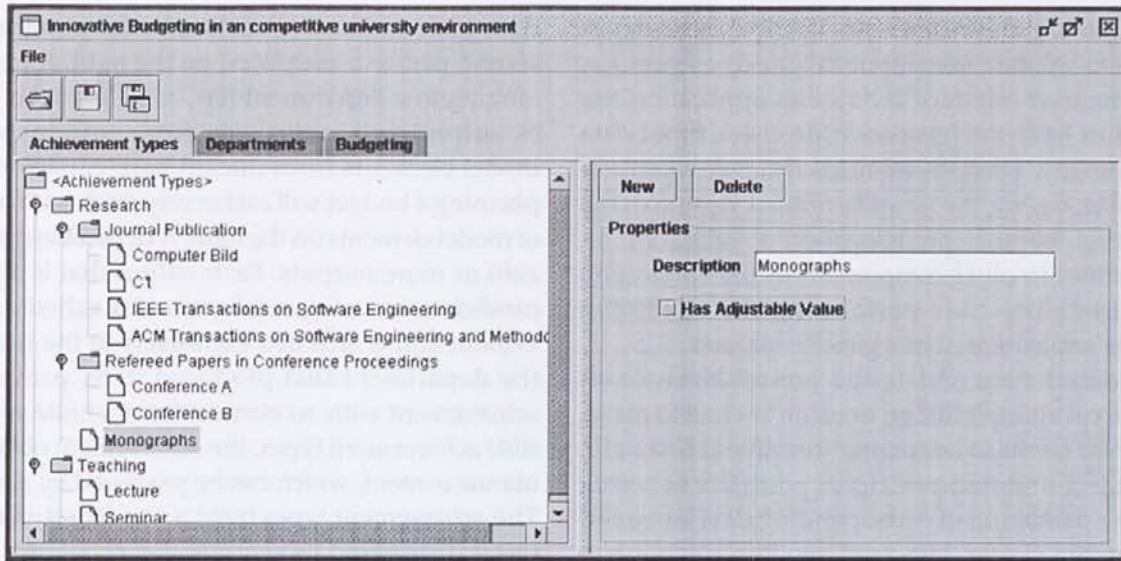 Innovative Budgeting in an competitive university environment
File
Achievement Types Departments Budgeting
<Achievement Types>
Research
Journal Publication
Computer Bild
C't
IEEE Transactions on Software Engineering
ACM Transactions on Software Engineering and Methodo
Refereed Papers in Conference Proceedings
Conference A
Conference B
Monographs
Teaching
Lecture
Seminar
New Delete
Properties
Description Monographs
Has Adjustable Value